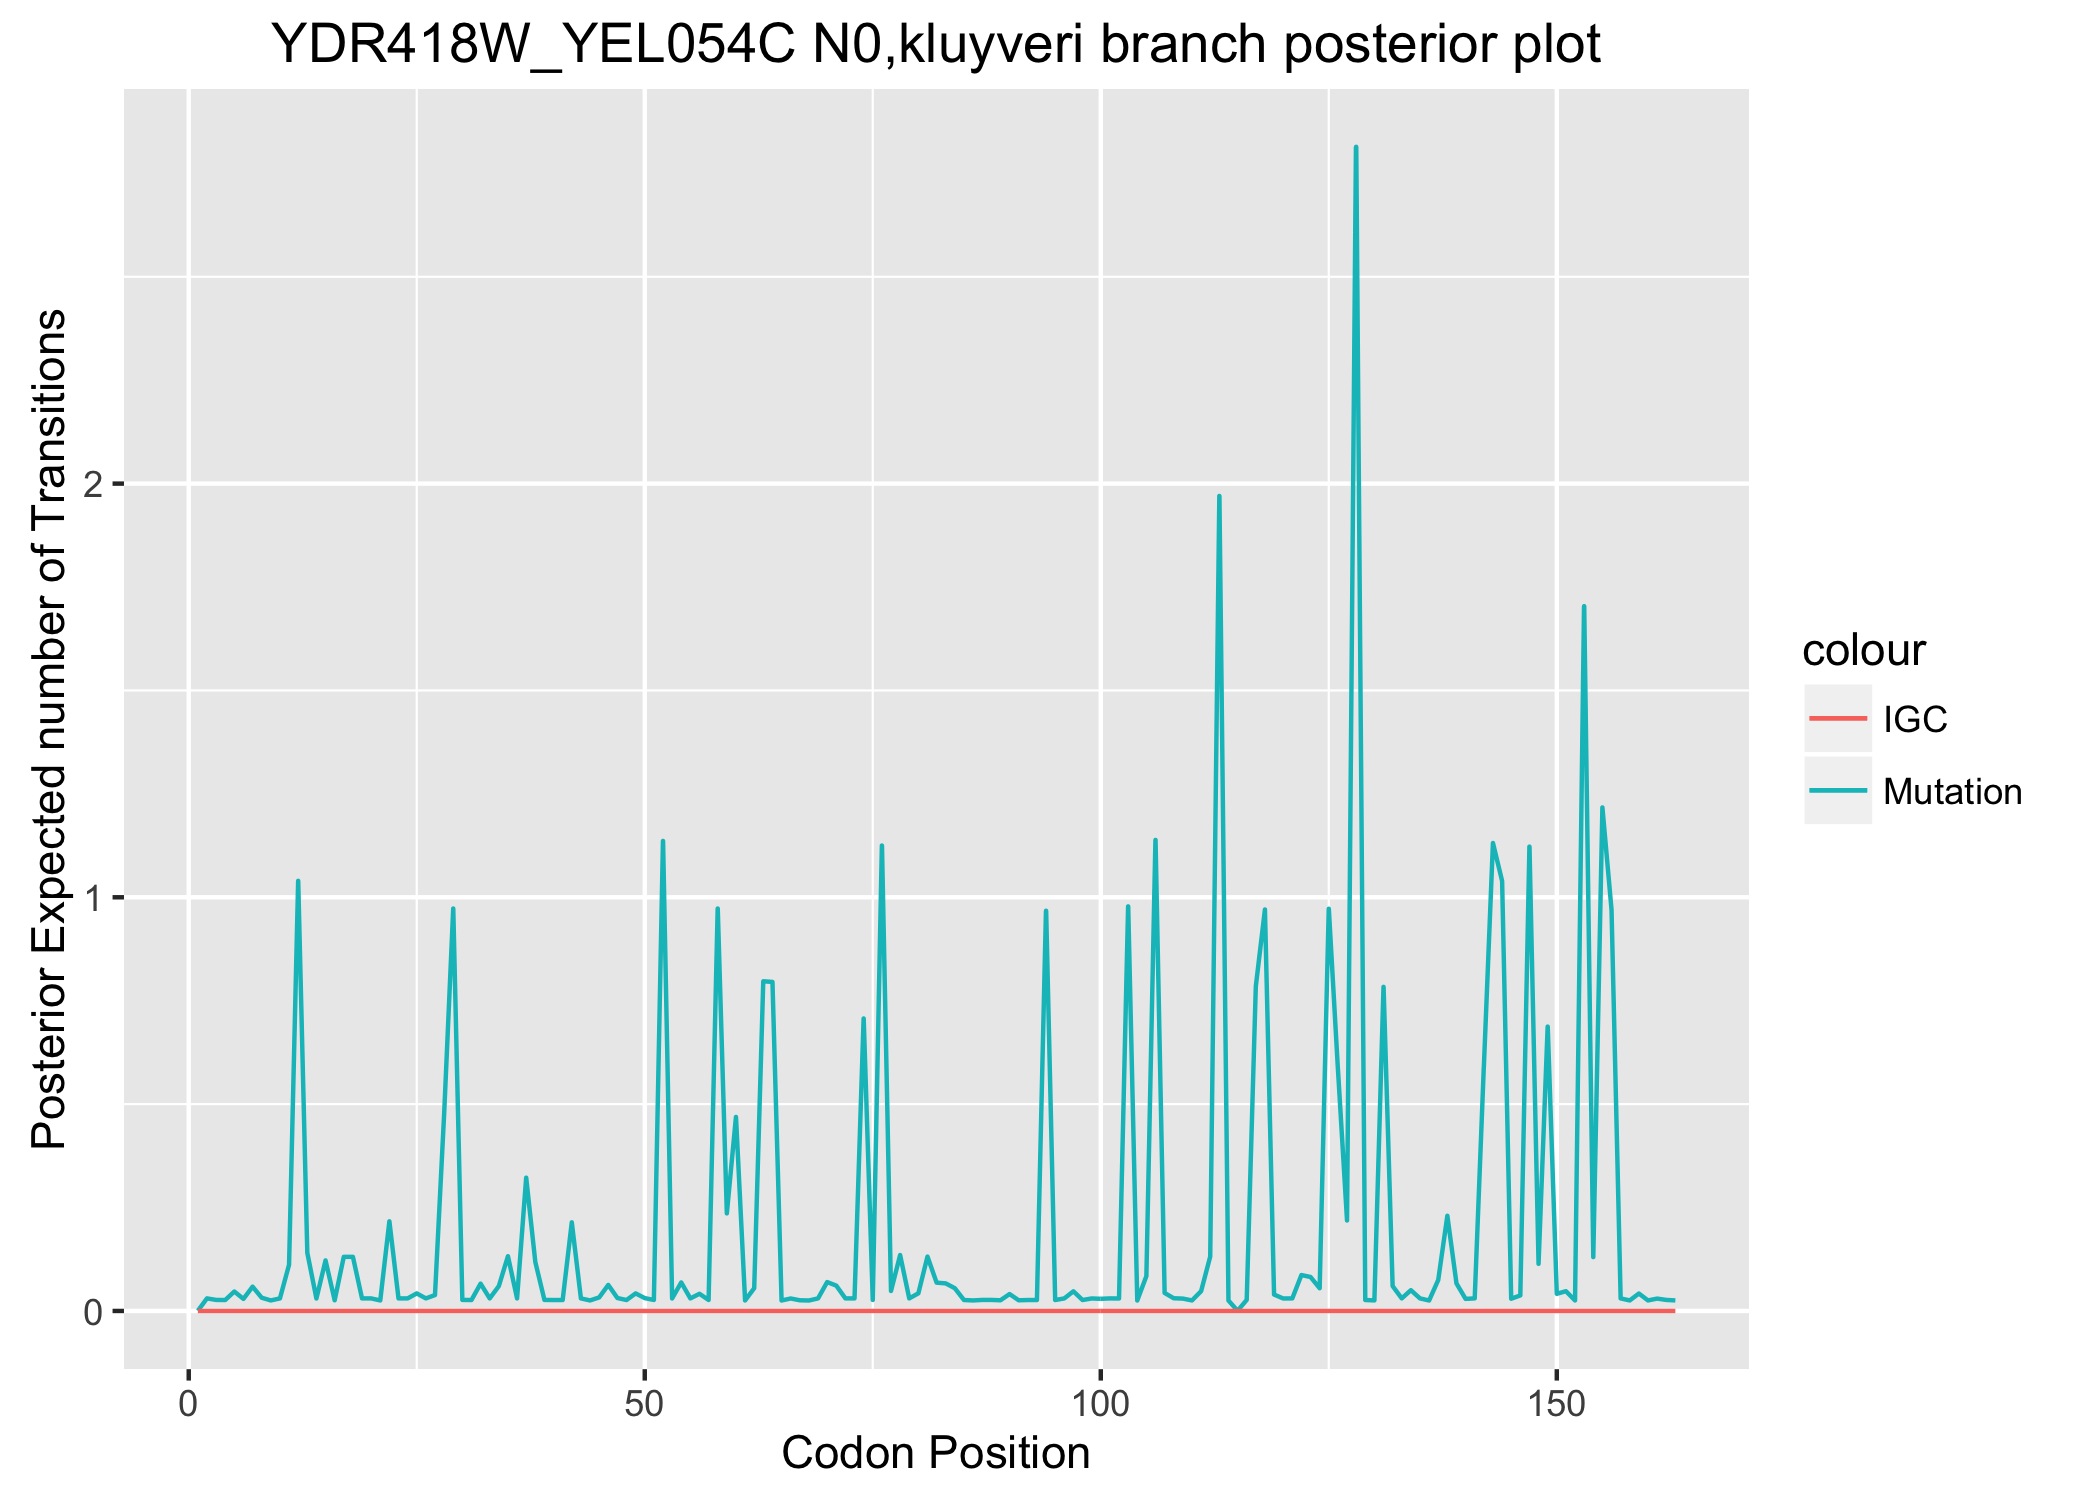 YDR418W_YEL054C N0,kluyveri branch posterior plot
Posterior Expected number of Transitions
2
1
0
0 50 100 150
Codon Position
colour
IGC
Mutation